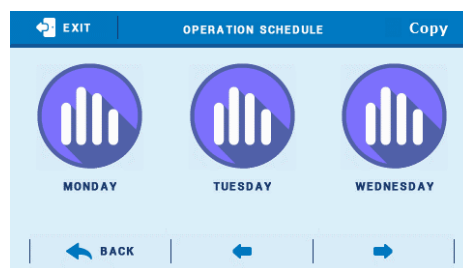 EXIT
OPERATION SCHEDULE
Copy
MONDAY
TUESDAY
WEDNESDAY
BACK